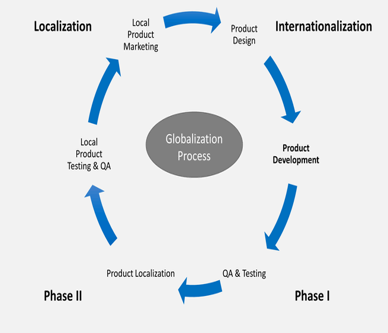 Localization
Local
Product
Marketing
Product
Design
Internationalization
Local
Product
Testing & QA
Globalization
Process
Product
Development
Product Localization
QA & Testing
Phase II
Phase I